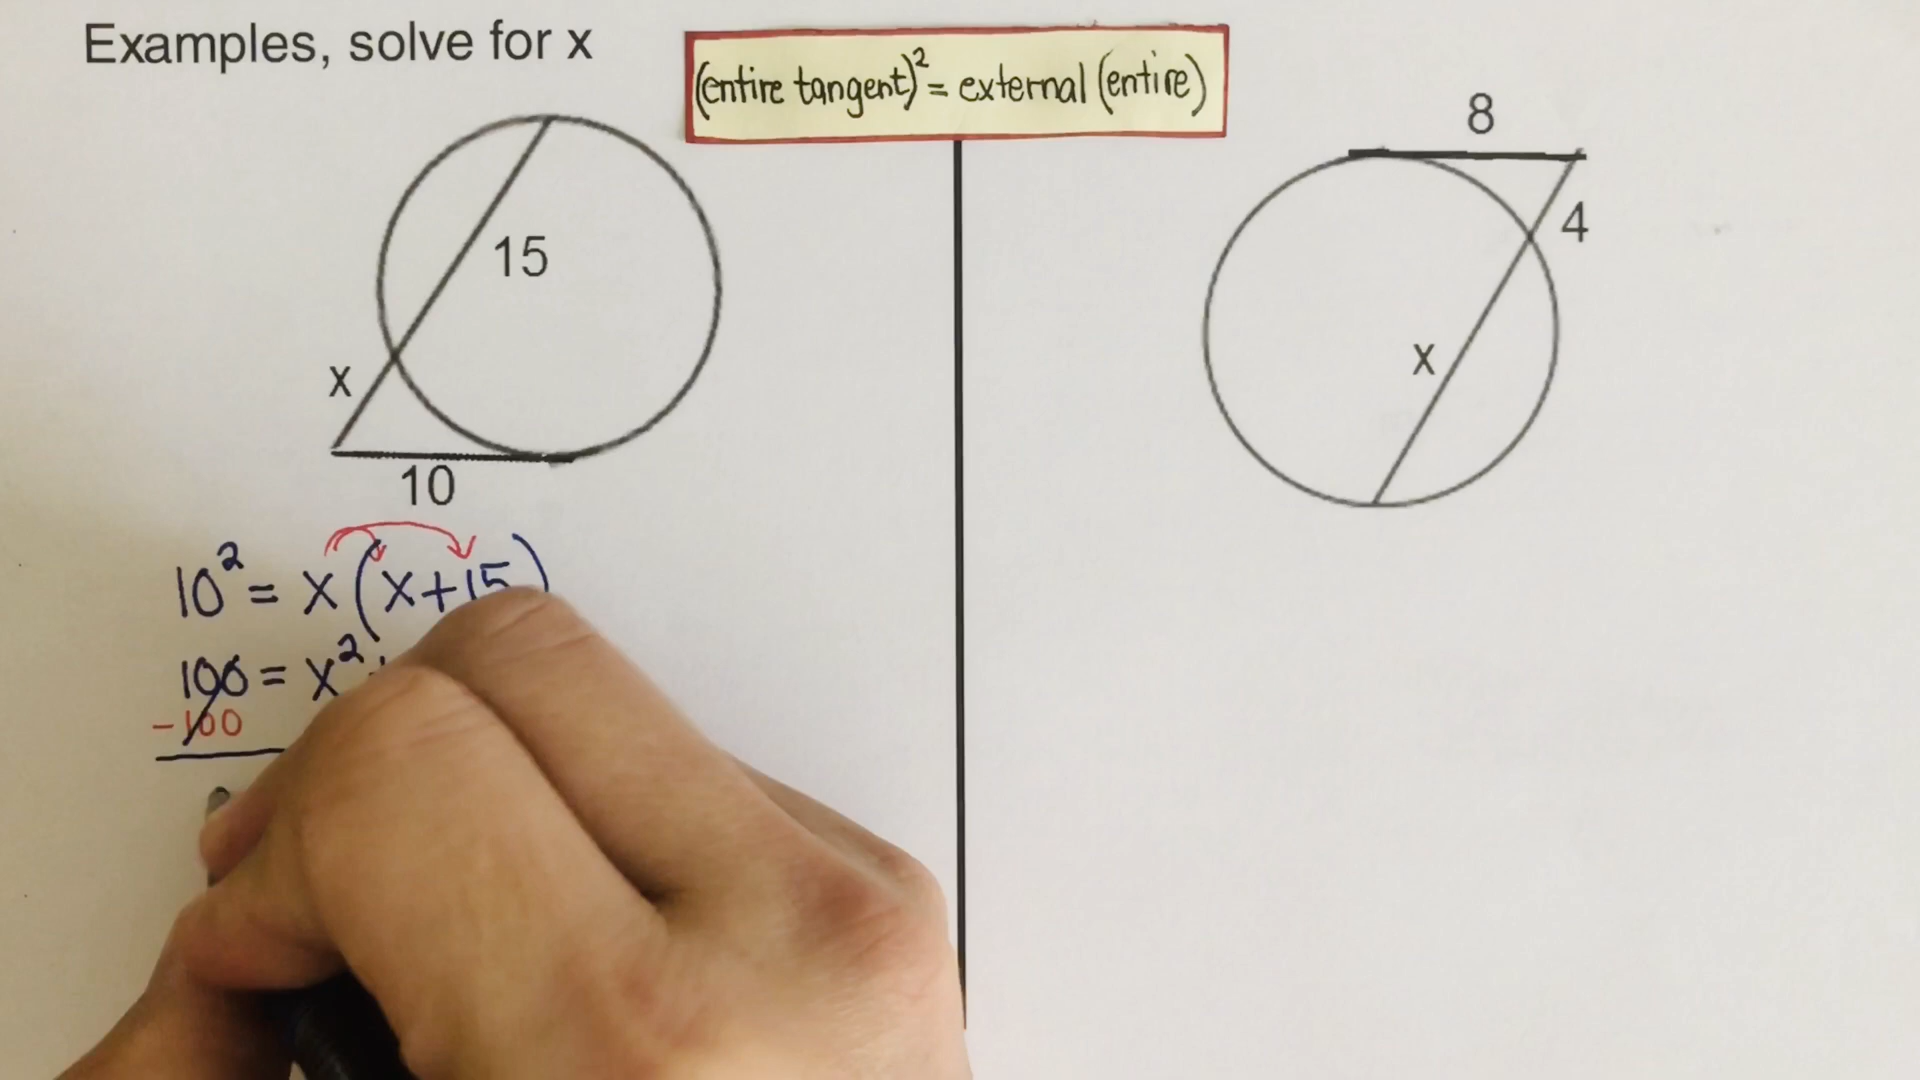 Examples, solve for x
(entire tangent)² = external (entire)
15
x
10
8
4
x
10² = x(x+15)
100 = x²
-100